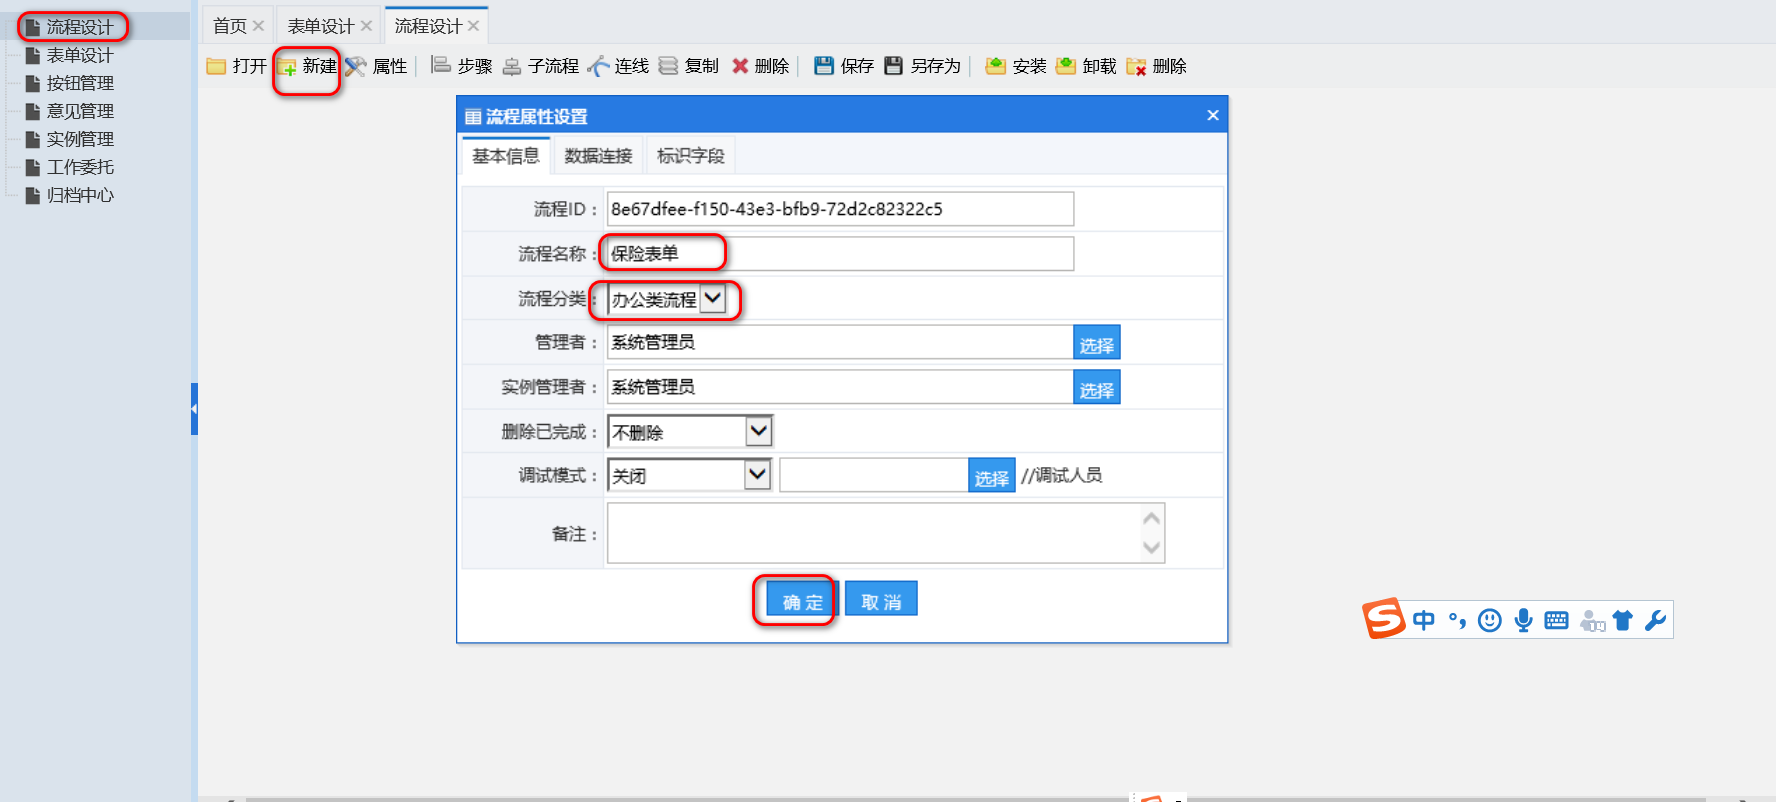 流程设计
表单设计
按钮管理
意见管理
实例管理
工作委托
归档中心
首页 表单设计 流程设计
打开 新建 属性 步骤 子流程 连线 复制 删除 保存 另存为 安装 卸载 删除
流程属性设置
基本信息 数据连接 标识字段
流程ID： 8e67dfee-f150-43e3-bfb9-72d2c82322c5
流程名称： 保险表单
流程分类： 办公类流程
管理者： 系统管理员 选择
实例管理者： 系统管理员 选择
删除已完成： 不删除
调试模式： 关闭 选择 //调试人员
备注：
确 定 取 消
S 中 °，